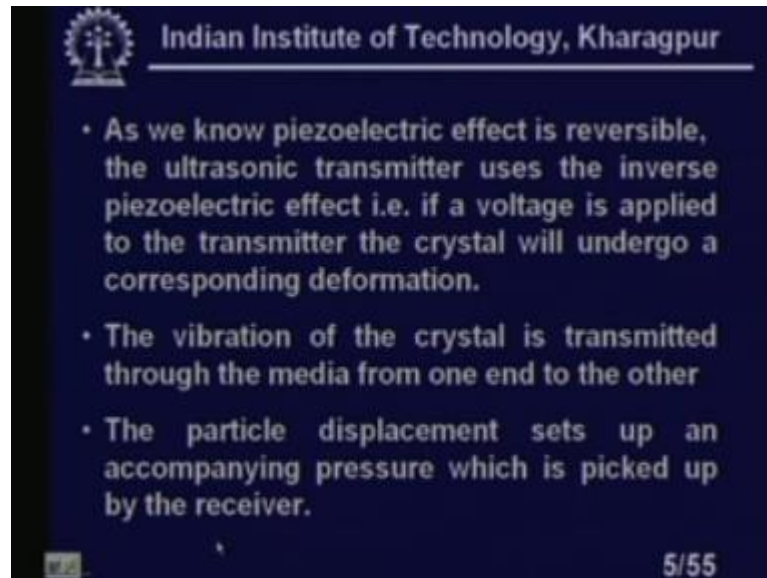 Indian Institute of Technology, Kharagpur
• As we know piezoelectric effect is reversible,
the ultrasonic transmitter uses the inverse
piezoelectric effect i.e. if a voltage is applied
to the transmitter the crystal will undergo a
corresponding deformation.
• The vibration of the crystal is transmitted
through the media from one end to the other
• The particle displacement sets up an
accompanying pressure which is picked up
by the receiver.
5/55